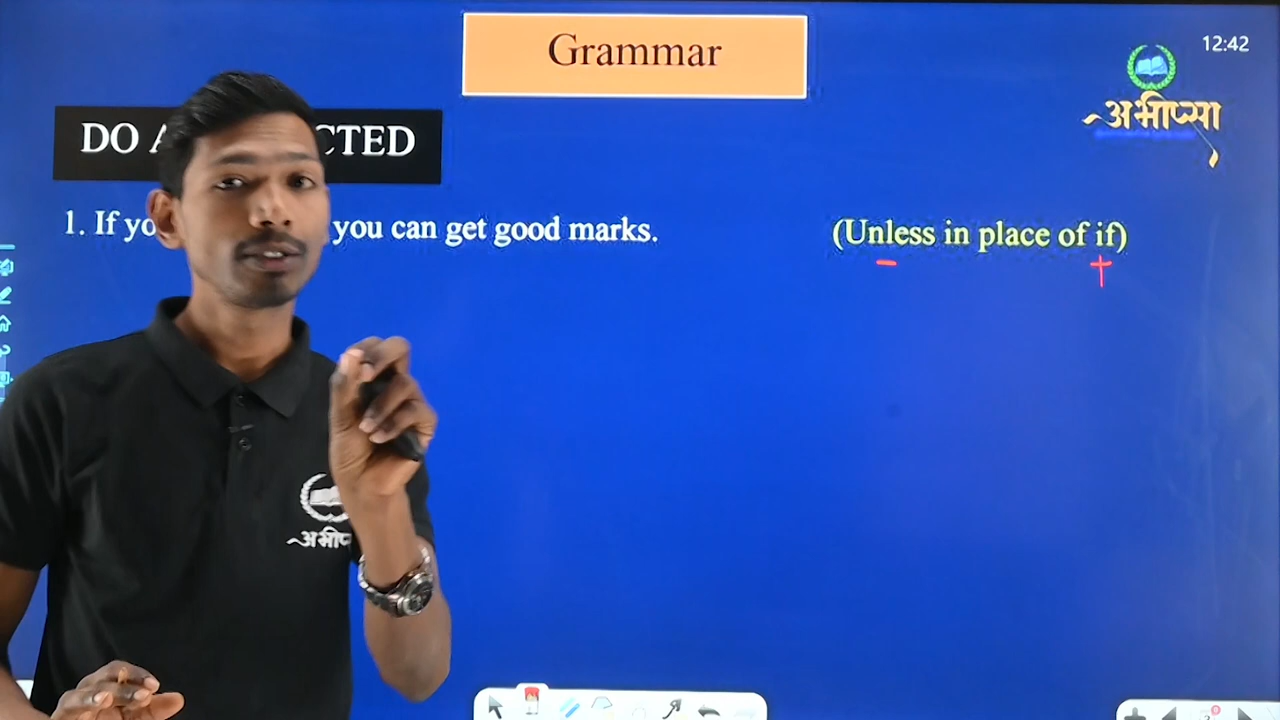 Grammar
12:42
अभीप्सा
DO A CTED
1. If yo you can get good marks.
(Unless in place of if)
- +
अभीप